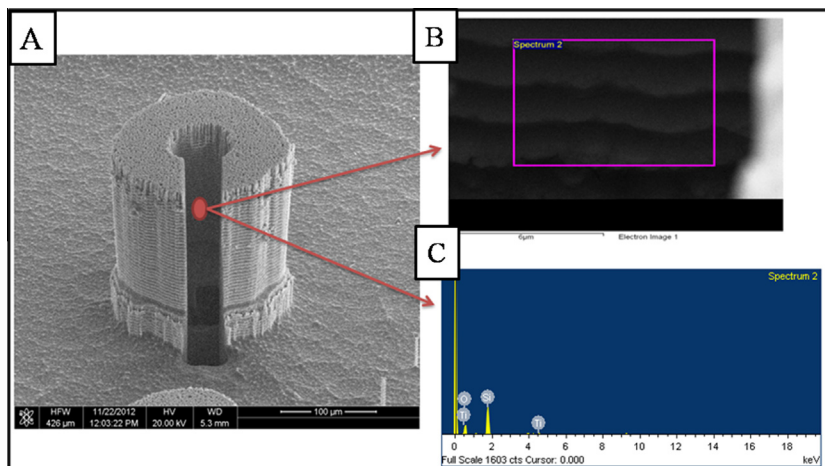 A
HFW 11/22/2012 HV WD
426 µm 12:03:22 PM 20.00 kV 5.3 mm
100 µm
B
Spectrum 2
6µm Electron Image 1
C
Spectrum 2
O Si
Ti Ti
0 2 4 6 8 10 12 14 16 18
Full Scale 1603 cts Cursor: 0.000 keV